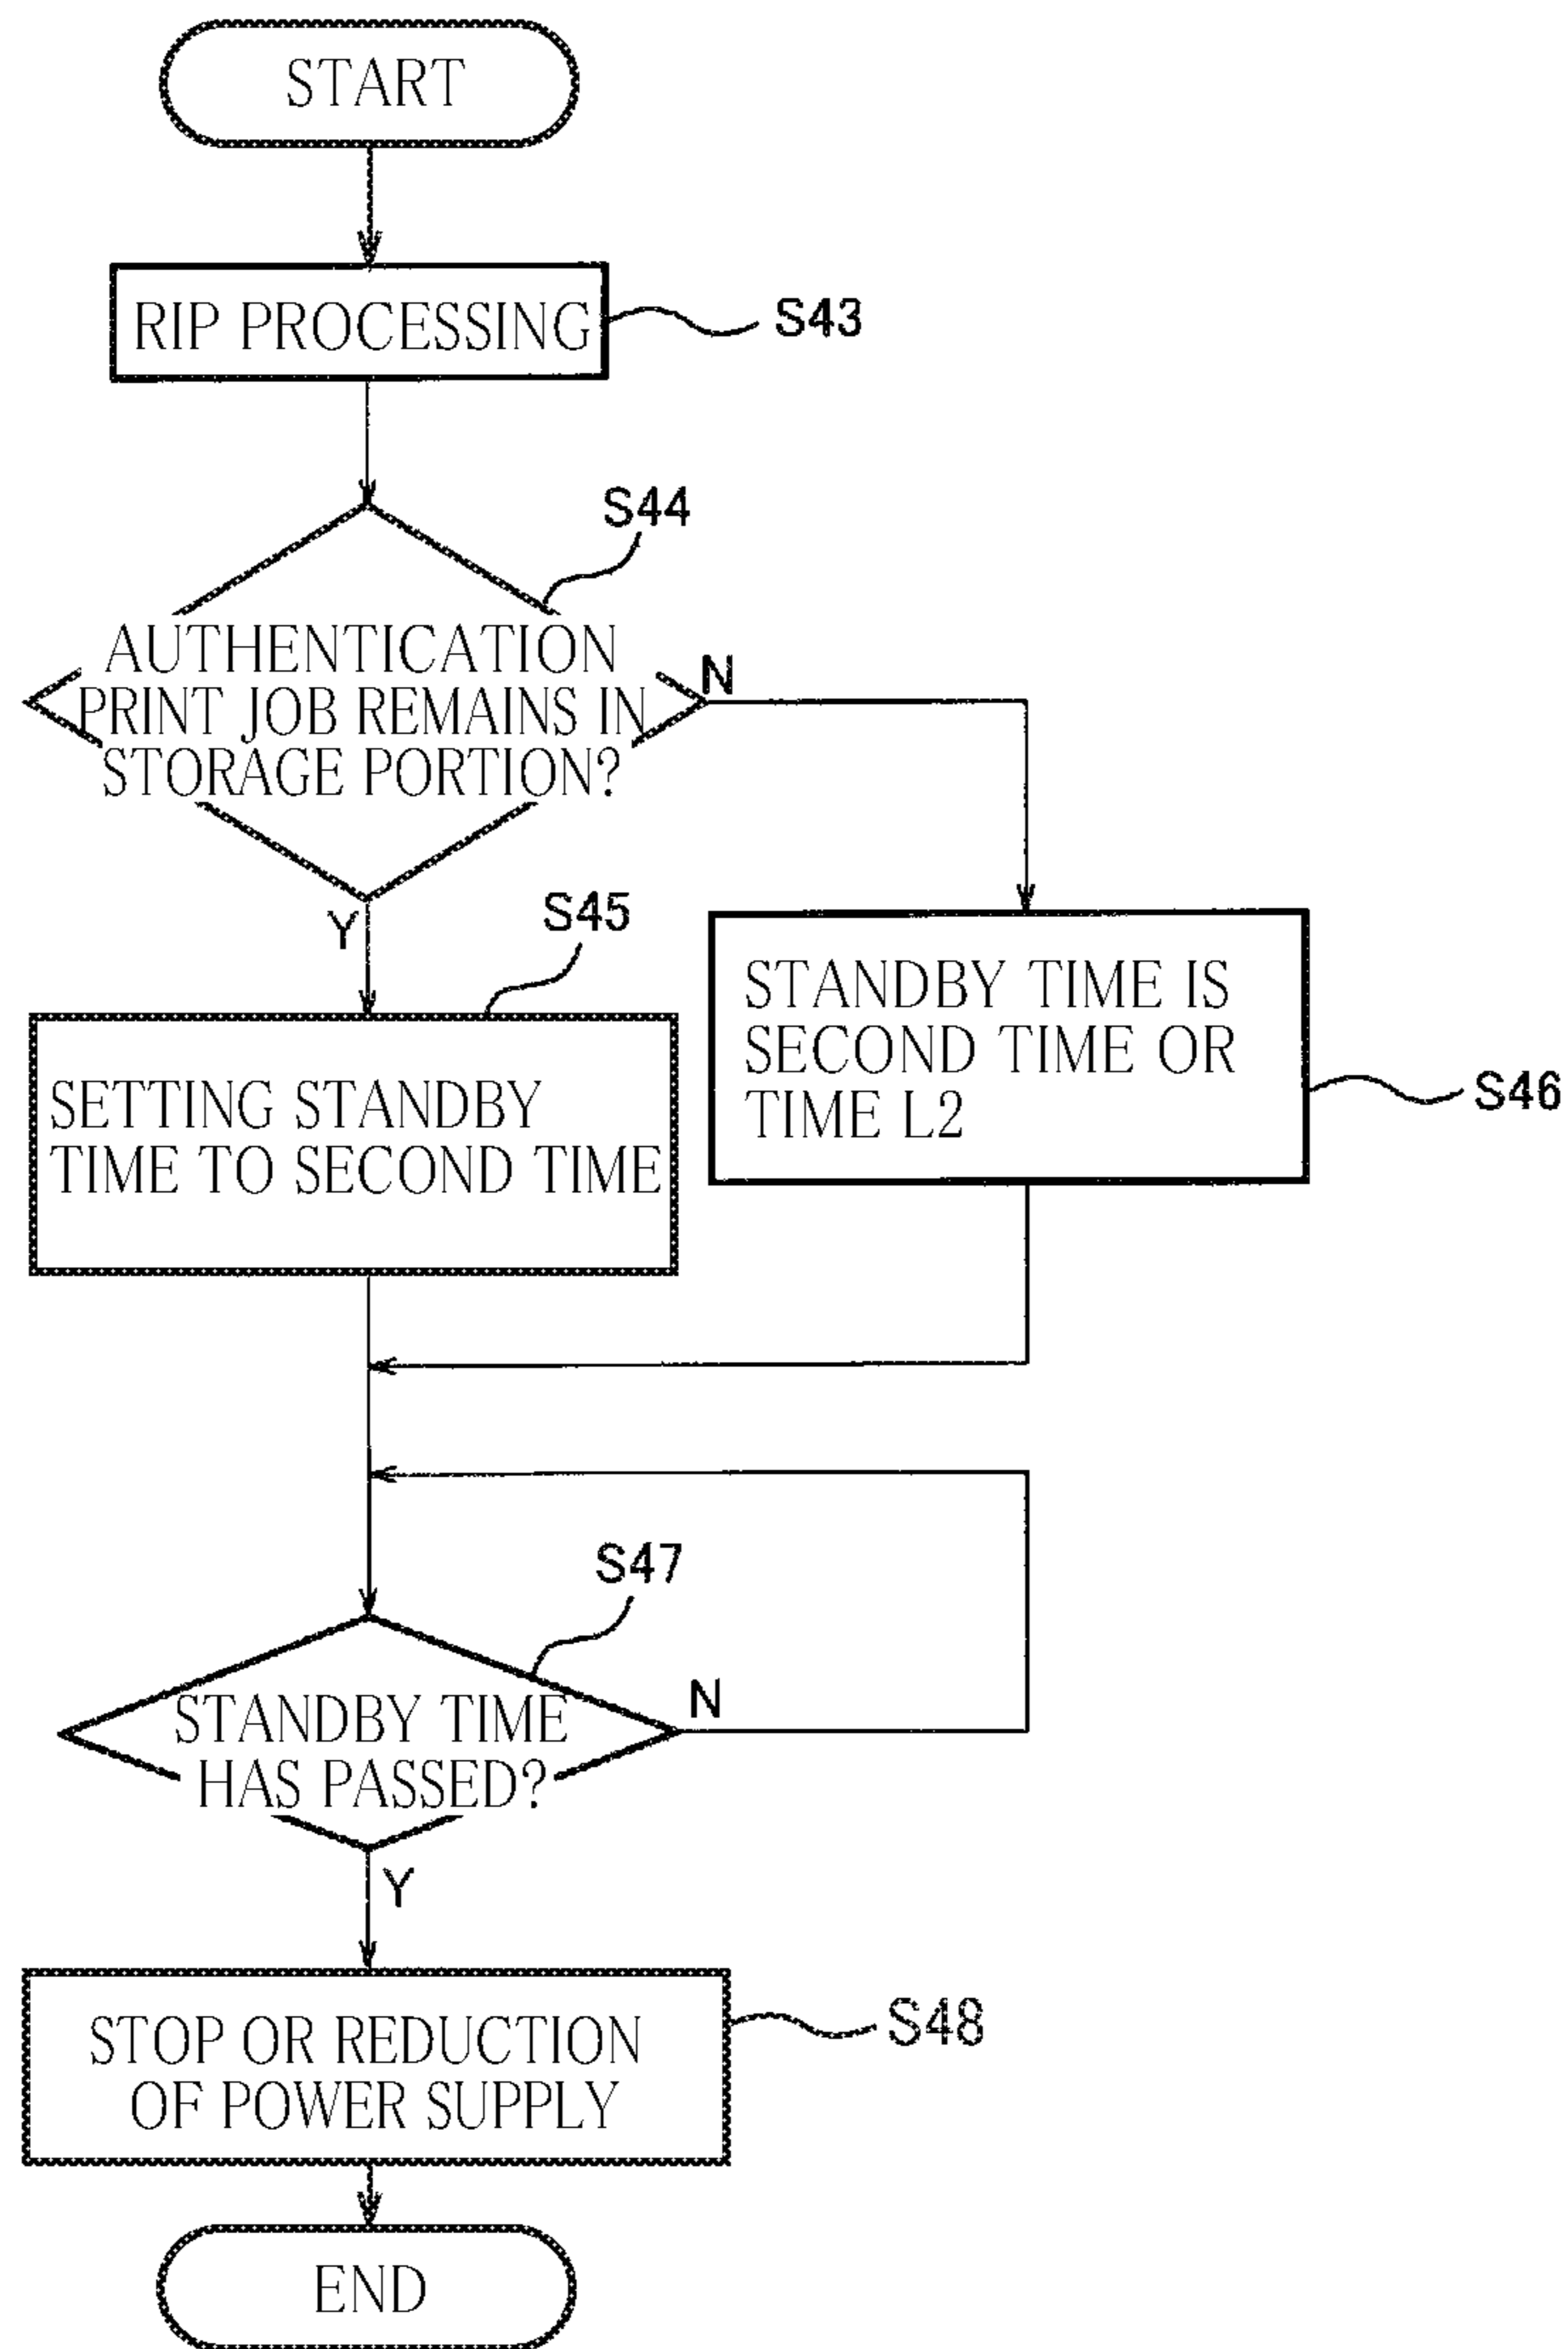 START
RIP PROCESSING
S43
S44
AUTHENTICATION
PRINT JOB REMAINS IN
STORAGE PORTION?
N
Y
S45
SETTING STANDBY
TIME TO SECOND TIME
STANDBY TIME IS
SECOND TIME OR
TIME L2
S46
S47
STANDBY TIME
HAS PASSED?
N
Y
STOP OR REDUCTION
OF POWER SUPPLY
S48
END